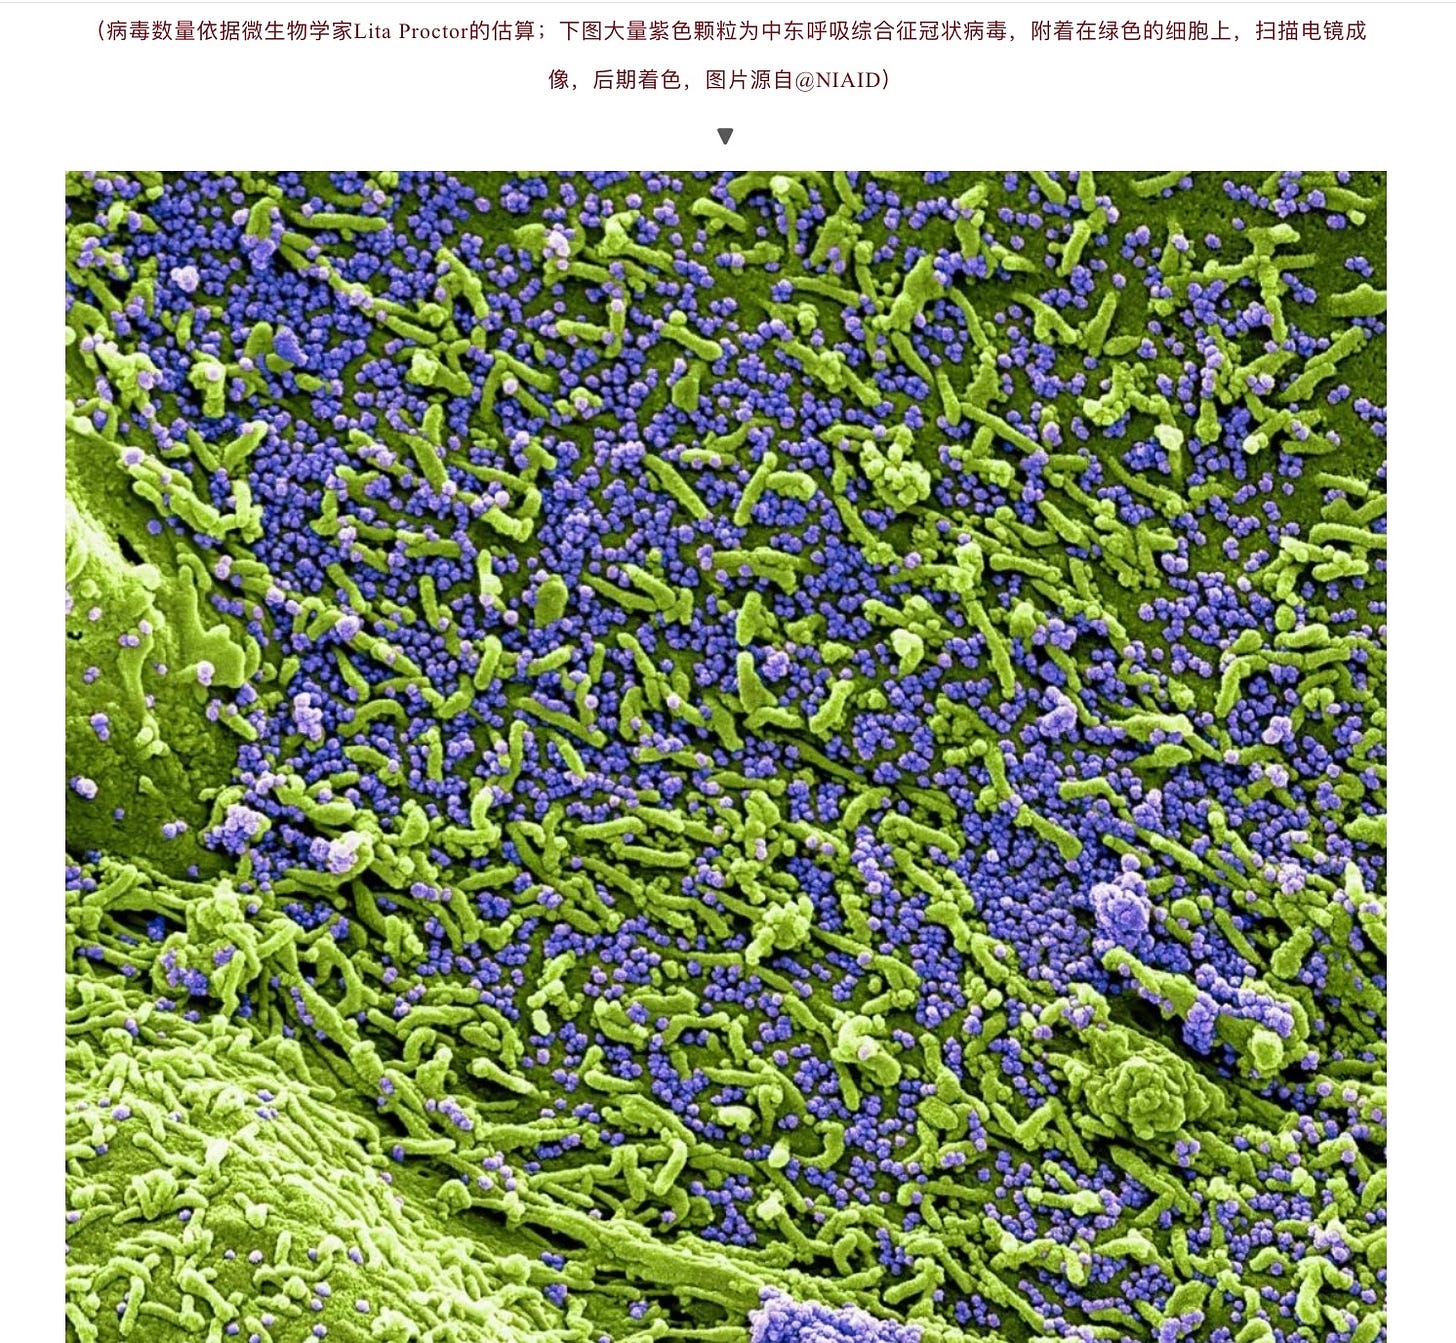 （病毒数量依据微生物学家Lita Proctor的估算；下图大量紫色颗粒为中东呼吸综合征冠状病毒，附着在绿色的细胞上，扫描电镜成
像，后期着色，图片源自@NIAID）